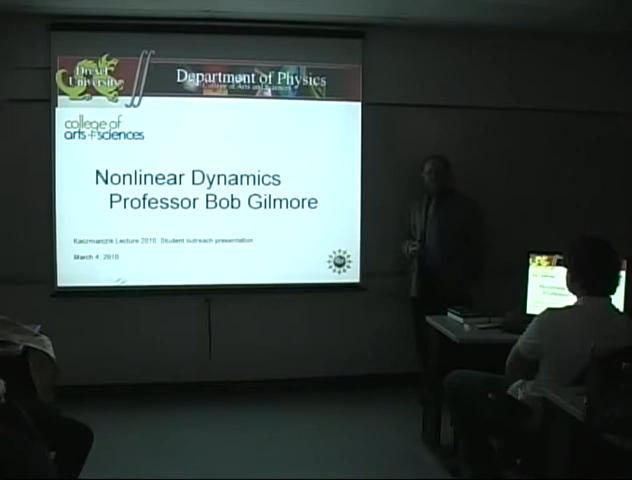 Drexel
University
Department of Physics
College of Arts and Sciences
college of
arts + sciences
Nonlinear Dynamics
Professor Bob Gilmore
Kaczmarczik Lecture 2010: Student outreach presentation
March 4, 2010